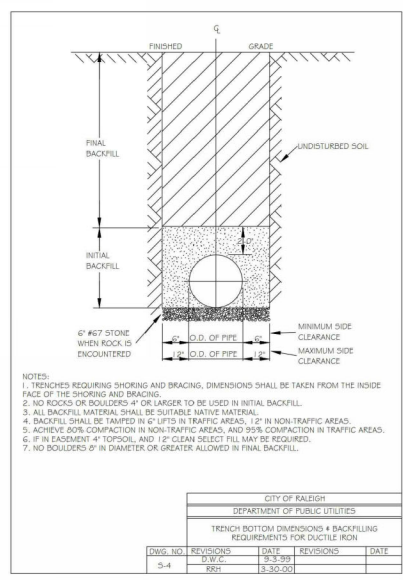 ℄
FINISHED GRADE
FINAL
BACKFILL
UNDISTURBED SOIL
2'-0"
INITIAL
BACKFILL
6" #67 STONE
WHEN ROCK IS
ENCOUNTERED
6" O.D. OF PIPE 6"
12" O.D. OF PIPE 12"
MINIMUM SIDE
CLEARANCE
MAXIMUM SIDE
CLEARANCE
NOTES:
1. TRENCHES REQUIRING SHORING AND BRACING, DIMENSIONS SHALL BE TAKEN FROM THE INSIDE
FACE OF THE SHORING AND BRACING.
2. NO ROCKS OR BOULDERS 4" OR LARGER TO BE USED IN INITIAL BACKFILL.
3. ALL BACKFILL MATERIAL SHALL BE SUITABLE NATIVE MATERIAL.
4. BACKFILL SHALL BE TAMPED IN 6" LIFTS IN TRAFFIC AREAS, 12" IN NON-TRAFFIC AREAS.
5. ACHIEVE 80% COMPACTION IN NON-TRAFFIC AREAS, AND 95% COMPACTION IN TRAFFIC AREAS.
6. IF IN EASEMENT 4" TOPSOIL, AND 12" CLEAN SELECT FILL MAY BE REQUIRED.
7. NO BOULDERS 8" IN DIAMETER OR GREATER ALLOWED IN FINAL BACKFILL.
CITY OF RALEIGH
DEPARTMENT OF PUBLIC UTILITIES
TRENCH BOTTOM DIMENSIONS & BACKFILLING
REQUIREMENTS FOR DUCTILE IRON
DWG. NO. REVISIONS DATE REVISIONS DATE
S-4
D.W.C. 9-3-99
RRH 3-30-00